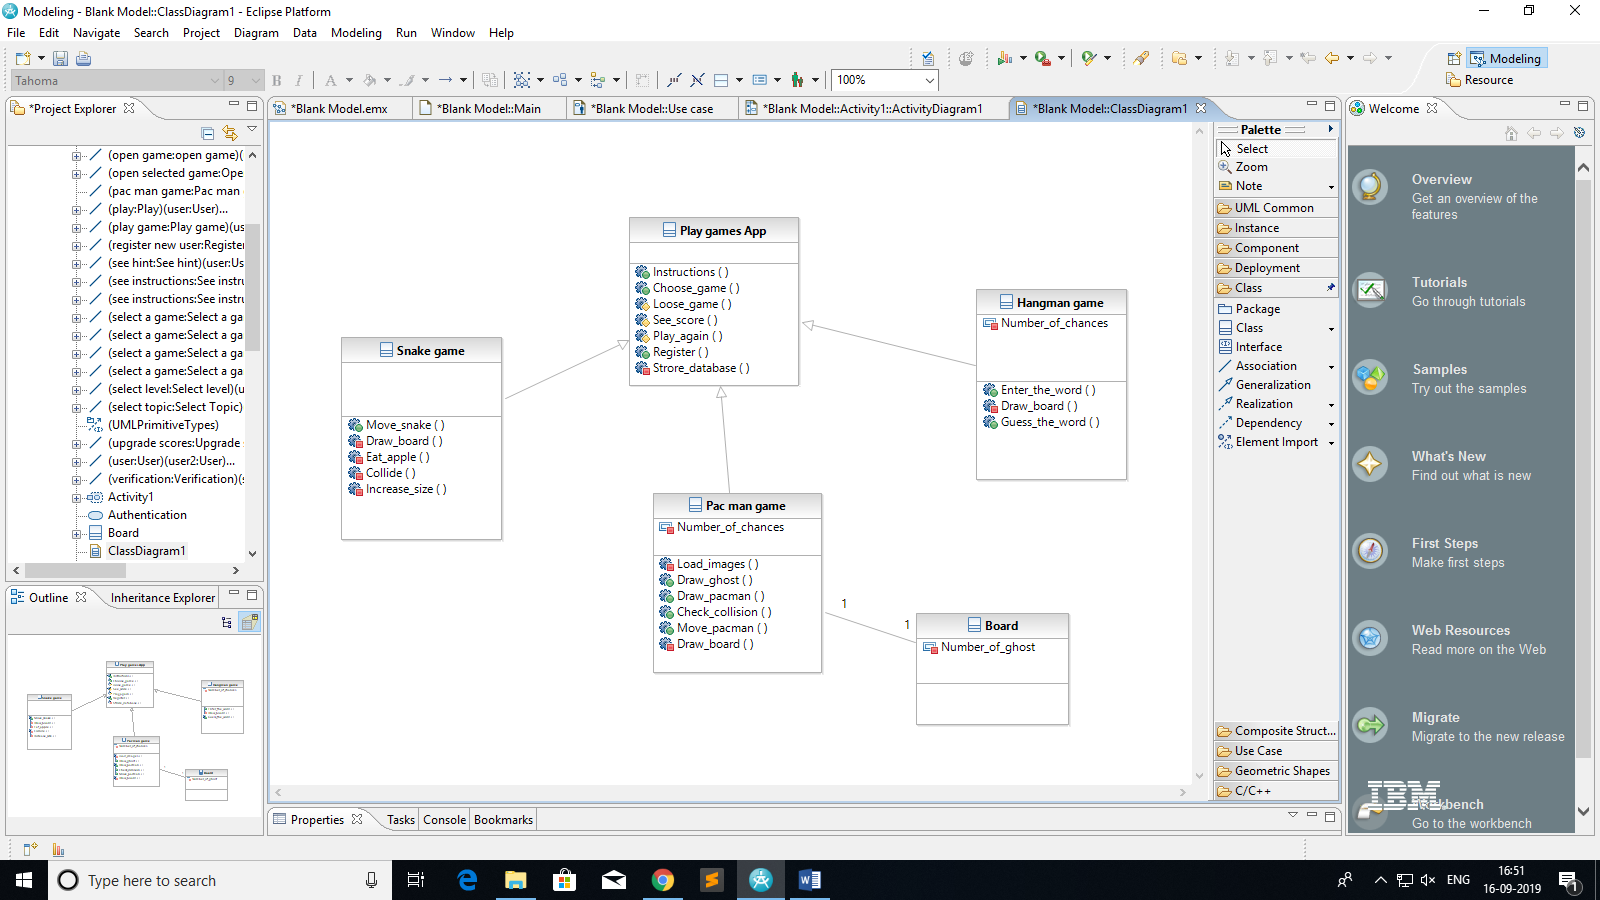 Modeling - Blank Model::ClassDiagram1 - Eclipse Platform
File Edit Navigate Search Project Diagram Data Modeling Run Window Help
Tahoma 9 B I A 100%
Modeling
Resource
*Project Explorer
(open game:open game)(
(open selected game:Ope
(pac man game:Pac man
(play:Play)(user:User)...
(play game:Play game)(us
(register new user:Register
(see hint:See hint)(user:Us
(see instructions:See instru
(see instructions:See instru
(select a game:Select a ga
(select a game:Select a ga
(select a game:Select a ga
(select a game:Select a ga
(select level:Select level)(u
(select topic:Select Topic)
(UMLPrimitiveTypes)
(upgrade scores:Upgrade
(user:User)(user2:User)...
(verification:Verification)(
Activity1
Authentication
Board
ClassDiagram1
Outline Inheritance Explorer
*Blank Model.emx *Blank Model::Main *Blank Model::Use case *Blank Model::Activity1::ActivityDiagram1 *Blank Model::ClassDiagram1
Play games App
Instructions ( )
Choose_game ( )
Loose_game ( )
See_score ( )
Play_again ( )
Register ( )
Strore_database ( )
Snake game
Move_snake ( )
Draw_board ( )
Eat_apple ( )
Collide ( )
Increase_size ( )
Hangman game
Number_of_chances
Enter_the_word ( )
Draw_board ( )
Guess_the_word ( )
Pac man game
Number_of_chances
Load_images ( )
Draw_ghost ( )
Draw_pacman ( )
Check_collision ( )
Move_pacman ( )
Draw_board ( )
1
1
Board
Number_of_ghost
Palette
Select
Zoom
Note
UML Common
Instance
Component
Deployment
Class
Package
Class
Interface
Association
Generalization
Realization
Dependency
Element Import
Composite Struct...
Use Case
Geometric Shapes
C/C++
Properties Tasks Console Bookmarks
Welcome
Overview
Get an overview of the
features
Tutorials
Go through tutorials
Samples
Try out the samples
What's New
Find out what is new
First Steps
Make first steps
Web Resources
Read more on the Web
Migrate
Migrate to the new release
IBM
Go to the workbench
Type here to search
ENG
16:51
16-09-2019
1